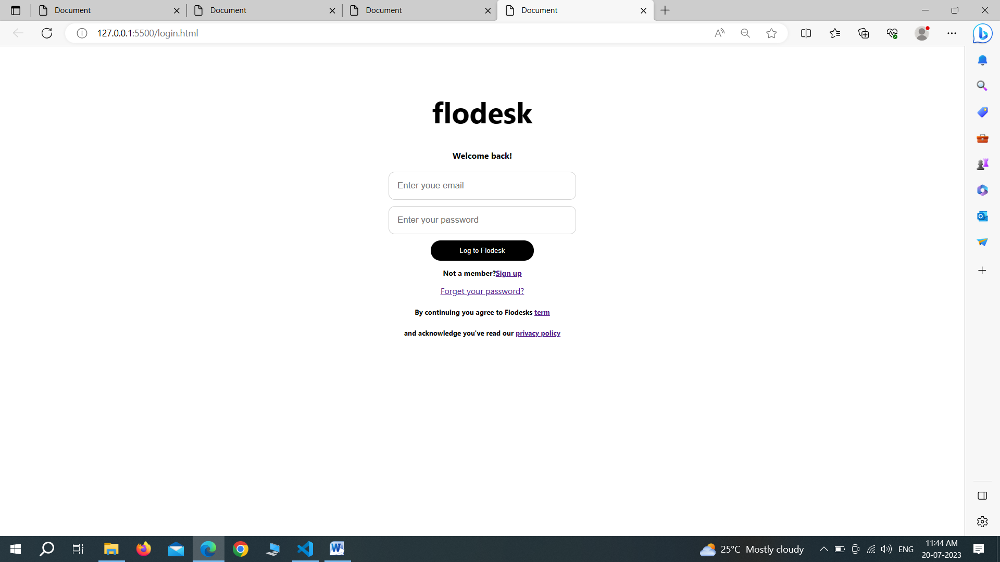 Document
Document
Document
Document
127.0.0.1:5500/login.html
flodesk
Welcome back!
Enter youe email
Enter your password
Log to Flodesk
Not a member?Sign up
Forget your password?
By continuing you agree to Flodesks term
and acknowledge you've read our privacy policy
25°C Mostly cloudy
ENG
11:44 AM
20-07-2023